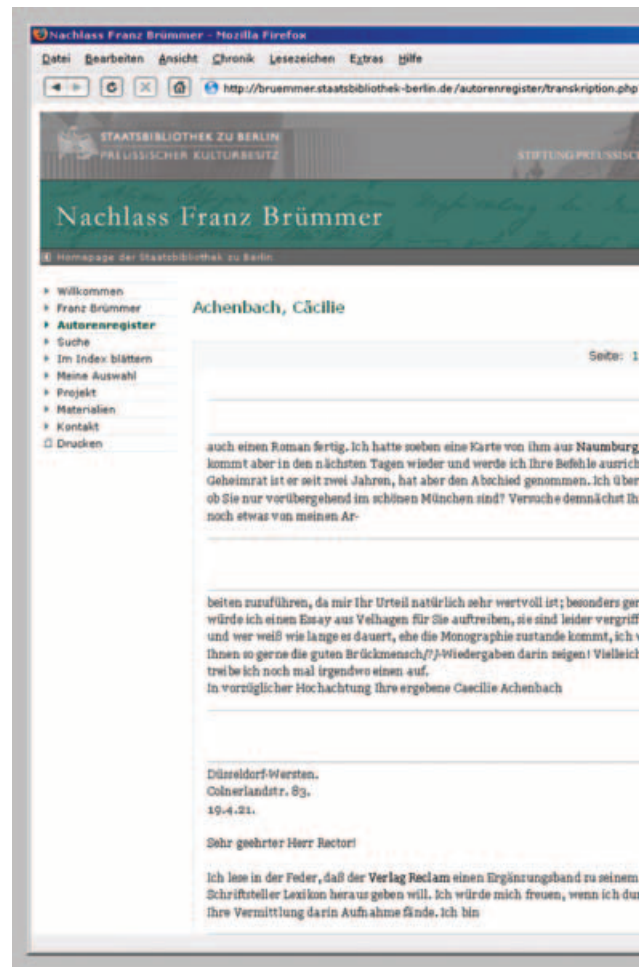 Nachlass Franz Brümmer - Mozilla Firefox
Datei Bearbeiten Ansicht Chronik Lesezeichen Extras Hilfe
http://bruemmer.staatsbibliothek-berlin.de/autorenregister/transkription.php
STAATSBIBLIOTHEK ZU BERLIN
PREUSSISCHER KULTURBESITZ
STIFTUNG PREUSSISC
Nachlass Franz Brümmer
Homepage der Staatsbibliothek zu Berlin
Willkommen
Franz Brümmer
Autorenregister
Suche
Im Index blättern
Meine Auswahl
Projekt
Materialien
Kontakt
Drucken
Achenbach, Cäcilie
Seite: 1
auch einen Roman fertig. Ich hatte soeben eine Karte von ihm aus Naumburg,
kommt aber in den nächsten Tagen wieder und werde ich Ihre Befehle ausrich
Geheimrat ist er seit zwei Jahren, hat aber den Abschied genommen. Ich über
ob Sie nur vorübergehend im schönen München sind? Versuche demnächst Ih
noch etwas von meinen Ar-
beiten zuzuführen, da mir Ihr Urteil natürlich sehr wertvoll ist; besonders ger
würde ich einen Essay aus Velhagen für Sie auftreiben, sie sind leider vergriff
und wer weiß wie lange es dauert, ehe die Monographie zustande kommt, ich w
Ihnen so gerne die guten Brückmensch[?]-Wiedergaben darin zeigen! Vielleich
treibe ich noch mal irgendwo einen auf.
In vorzüglicher Hochachtung Ihre ergebene Caecilie Achenbach
Düsseldorf-Wersten.
Colnerlandstr. 83.
19.4.21.
Sehr geehrter Herr Rector!
Ich lese in der Feder, daß der Verlag Reclam einen Ergänzungsband zu seinem
Schriftsteller Lexikon heraus geben will. Ich würde mich freuen, wenn ich dur
Ihre Vermittlung darin Aufnahme fände. Ich bin